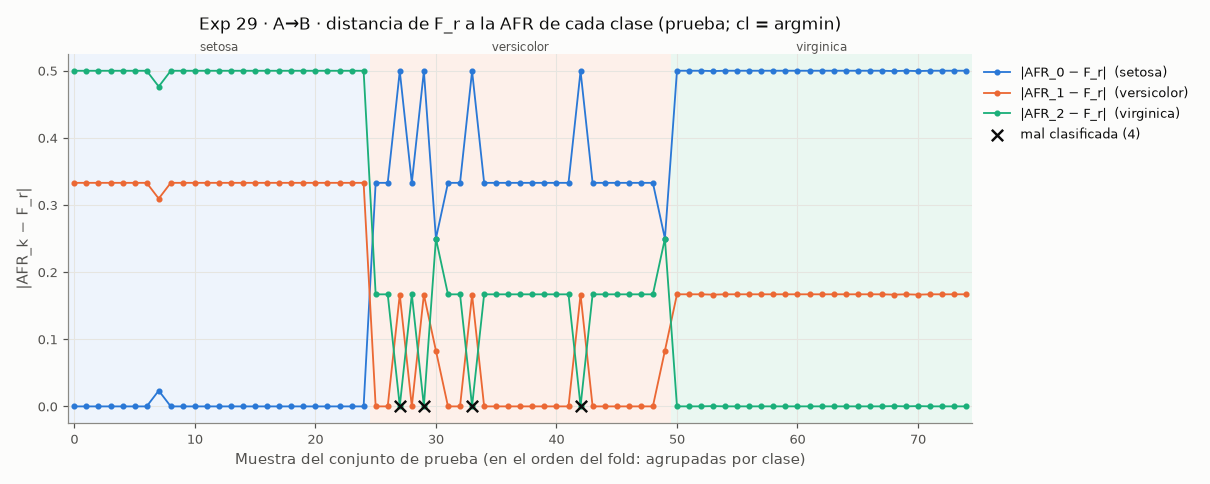 Exp 29 · A→B · distancia de F_r a la AFR de cada clase (prueba; cl = argmin)
setosa
versicolor
virginica
|AFR_0 − F_r| (setosa)
|AFR_1 − F_r| (versicolor)
|AFR_2 − F_r| (virginica)
mal clasificada (4)
|AFR_k − F_r|
0.5
0.4
0.3
0.2
0.1
0.0
0 10 20 30 40 50 60 70
Muestra del conjunto de prueba (en el orden del fold: agrupadas por clase)